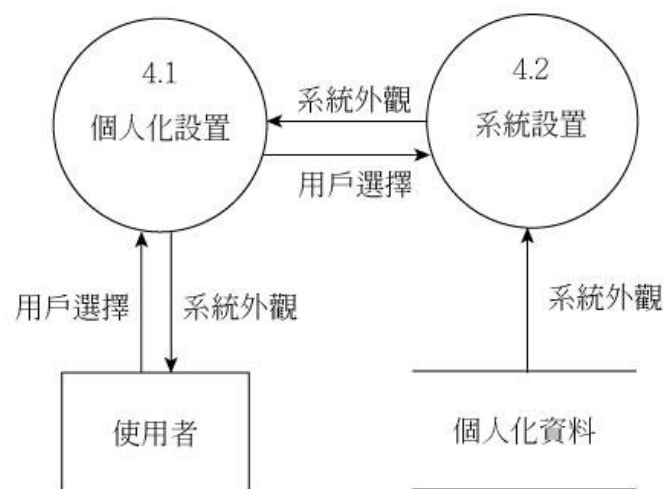 4.1
個人化設置
系統外觀
用戶選擇
4.2
系統設置
用戶選擇
系統外觀
系統外觀
使用者
個人化資料